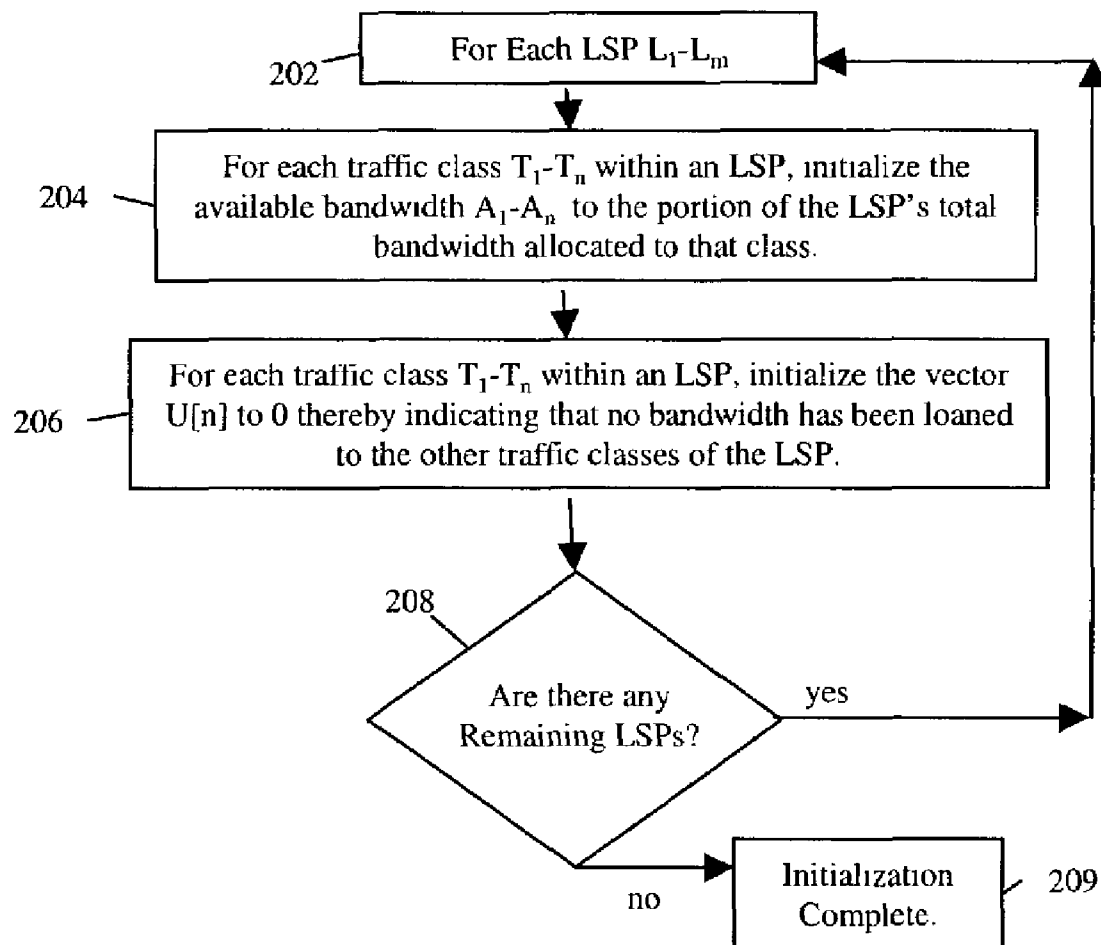 For Each LSP L₁-Lₘ
202
For each traffic class T₁-Tₙ within an LSP, initialize the
available bandwidth A₁-Aₙ to the portion of the LSP's total
bandwidth allocated to that class.
204
For each traffic class T₁-Tₙ within an LSP, initialize the vector
U[n] to 0 thereby indicating that no bandwidth has been loaned
to the other traffic classes of the LSP.
206
208
Are there any
Remaining LSPs?
yes
no
Initialization
Complete.
209